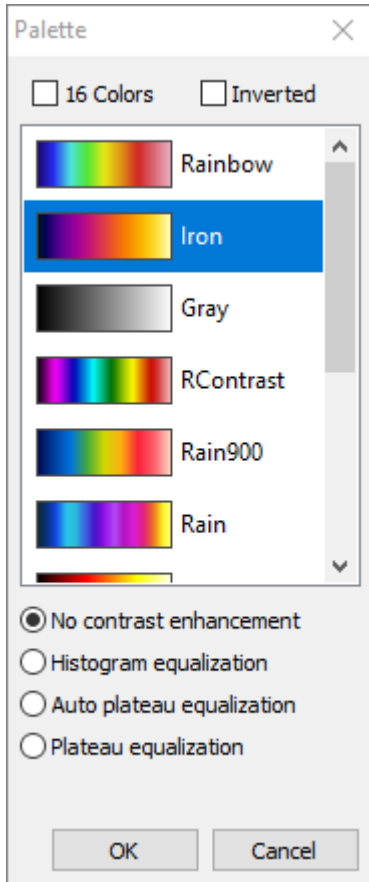 Palette
16 Colors Inverted
Rainbow
Iron
Gray
RContrast
Rain900
Rain
No contrast enhancement
Histogram equalization
Auto plateau equalization
Plateau equalization
OK Cancel